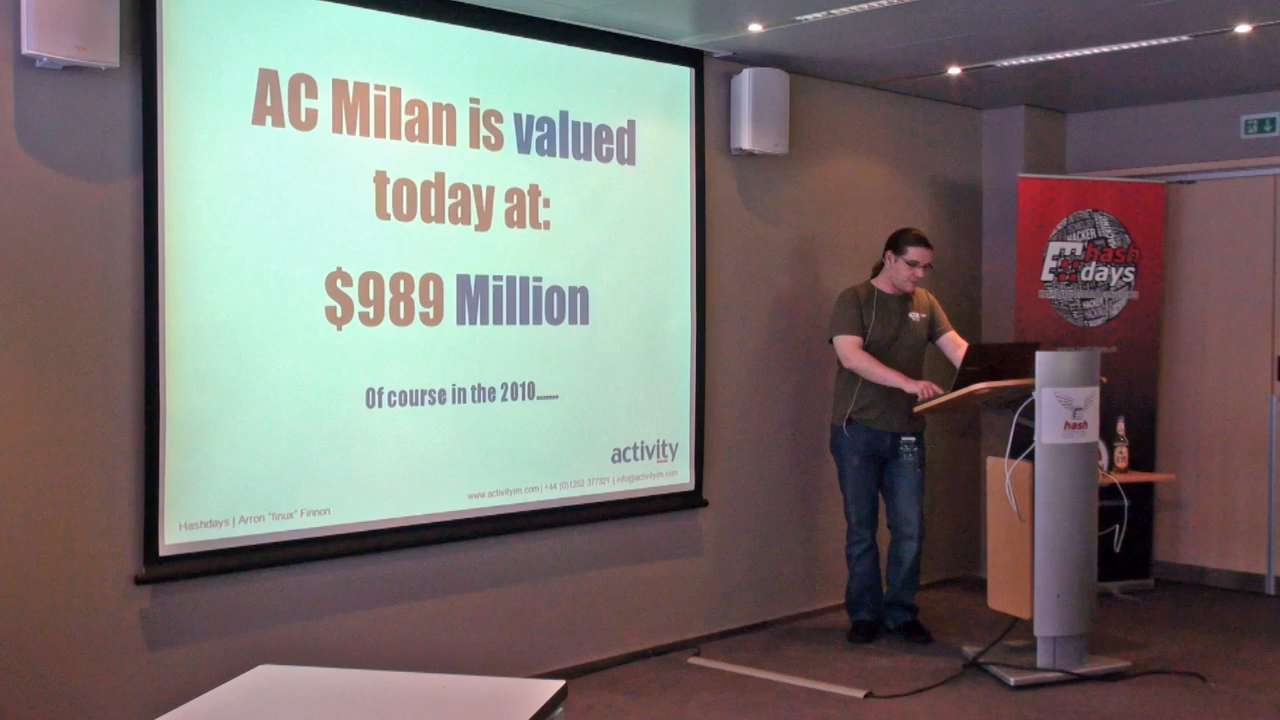 AC Milan is valued
today at:
$989 Million
Of course in the 2010......
activity
www.activityim.com | +44 (0)1252 377321 | info@activityim.com
Hashdays | Arron "finux" Finnon
HACKER
hash
days
hash